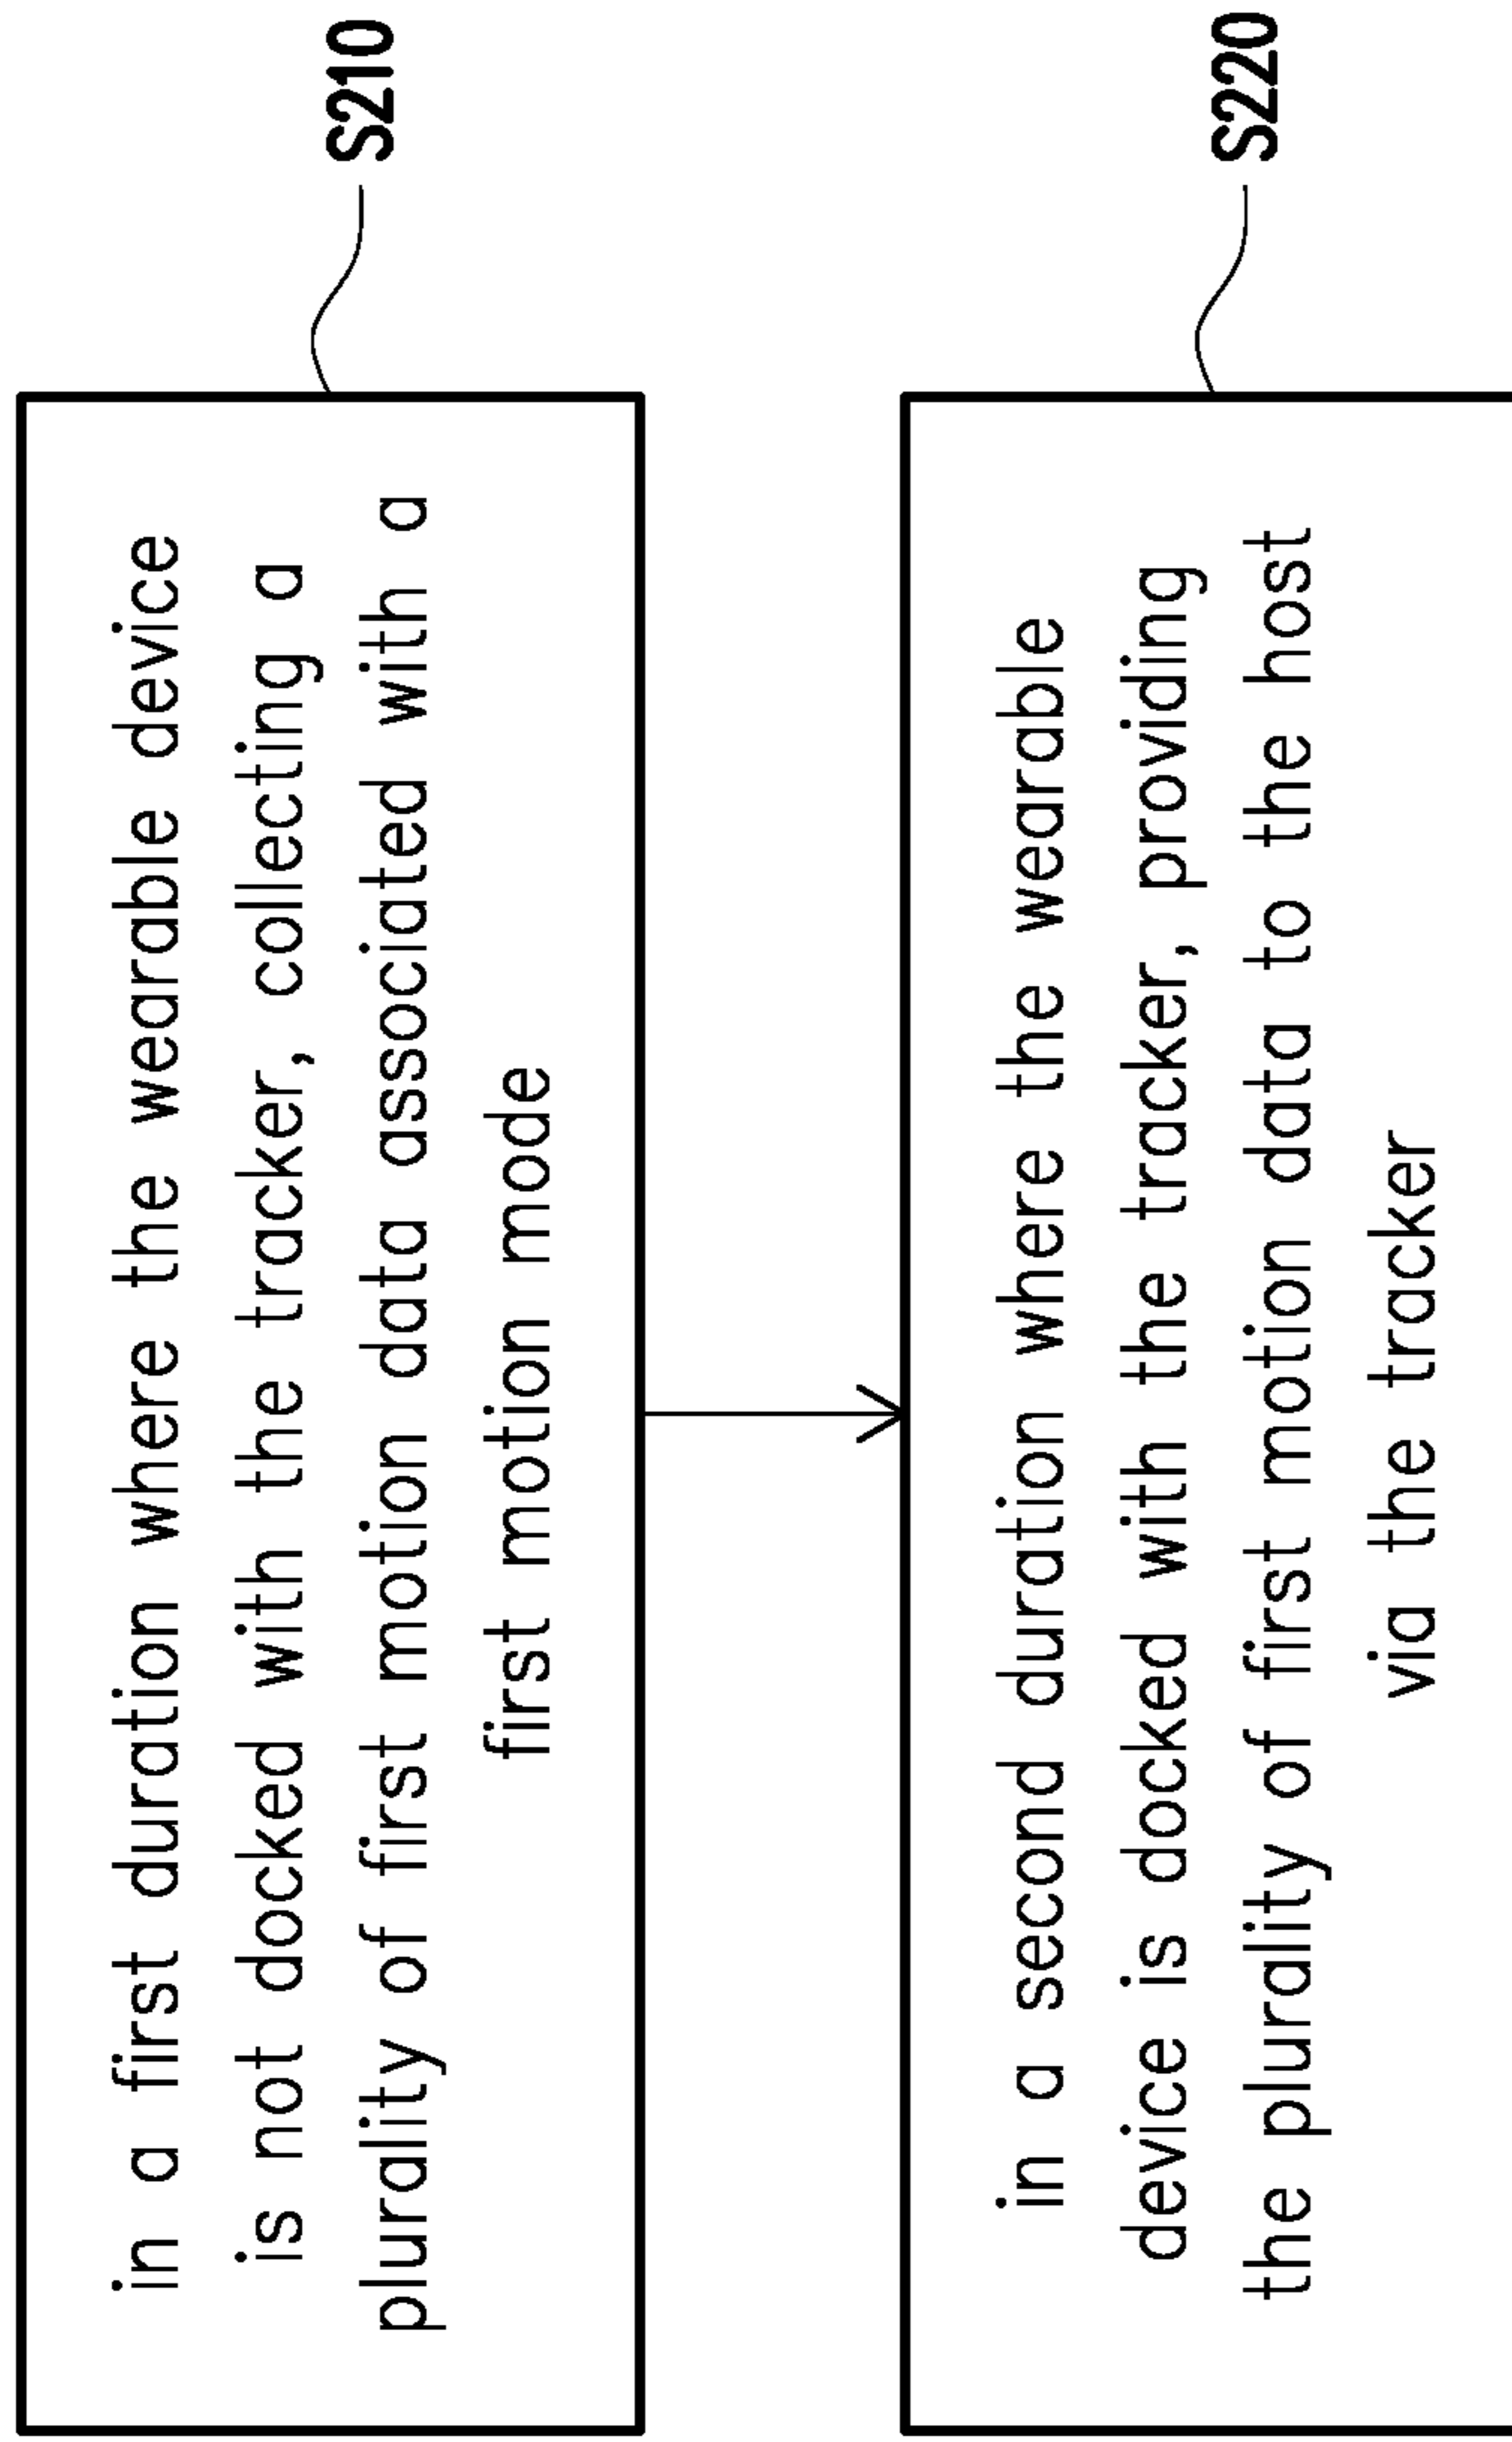 in a first duration where the wearable device
is not docked with the tracker, collecting a
plurality of first motion data associated with a
first motion mode
S210
in a second duration where the wearable
device is docked with the tracker, providing
the plurality of first motion data to the host
via the tracker
S220